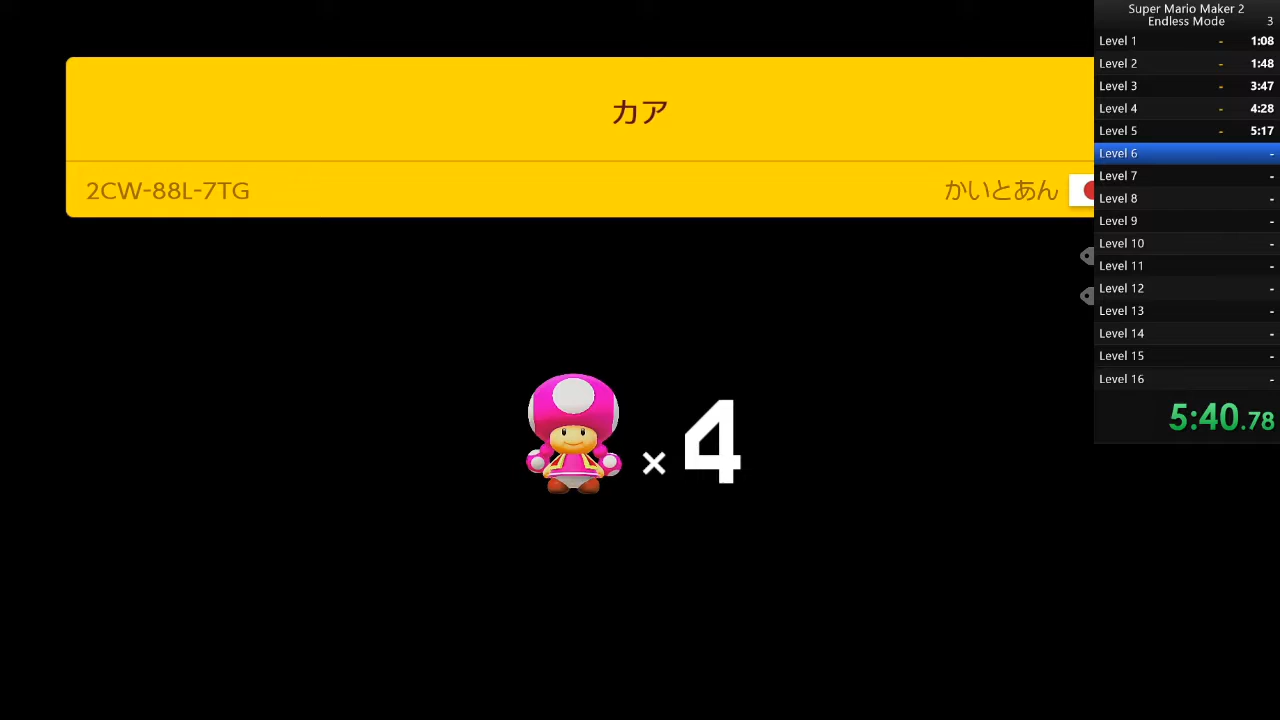 カア
2CW-88L-7TG
かいとあん
× 4
Super Mario Maker 2
Endless Mode 3
Level 1 - 1:08
Level 2 - 1:48
Level 3 - 3:47
Level 4 - 4:28
Level 5 - 5:17
Level 6 -
Level 7 -
Level 8 -
Level 9 -
Level 10 -
Level 11 -
Level 12 -
Level 13 -
Level 14 -
Level 15 -
Level 16 -
5:40.78